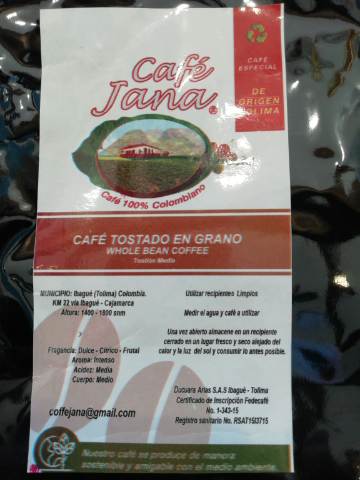 Café
Jana®
CAFÉ
ESPECIAL
DE
ORIGEN
TOLIMA
Café 100% Colombiano
CAFÉ TOSTADO EN GRANO
WHOLE BEAN COFFEE
Tostión Media
MUNICIPIO: Ibagué (Tolima) Colombia.
KM 22 vía Ibagué - Cajamarca
Altura: 1400 - 1800 snm
Fragancia: Dulce - Cítrico - Frutal
Aroma: Intenso
Acidez: Media
Cuerpo: Medio
coffejana@gmail.com
Utilizar recipientes Limpios
Medir el agua y café a utilizar
Una vez abierto almacene en un recipiente
cerrado en un lugar fresco y seco alejado del
calor y la luz del sol y consumir lo antes posible.
Ducuara Arias S.A.S Ibagué - Tolima
Certificado de Inscripción Fedecafé
No. 1-343-15
Registro sanitario No. RSAT15I3715
Nuestro café se produce de manera
sostenible y amigable con el medio ambiente.